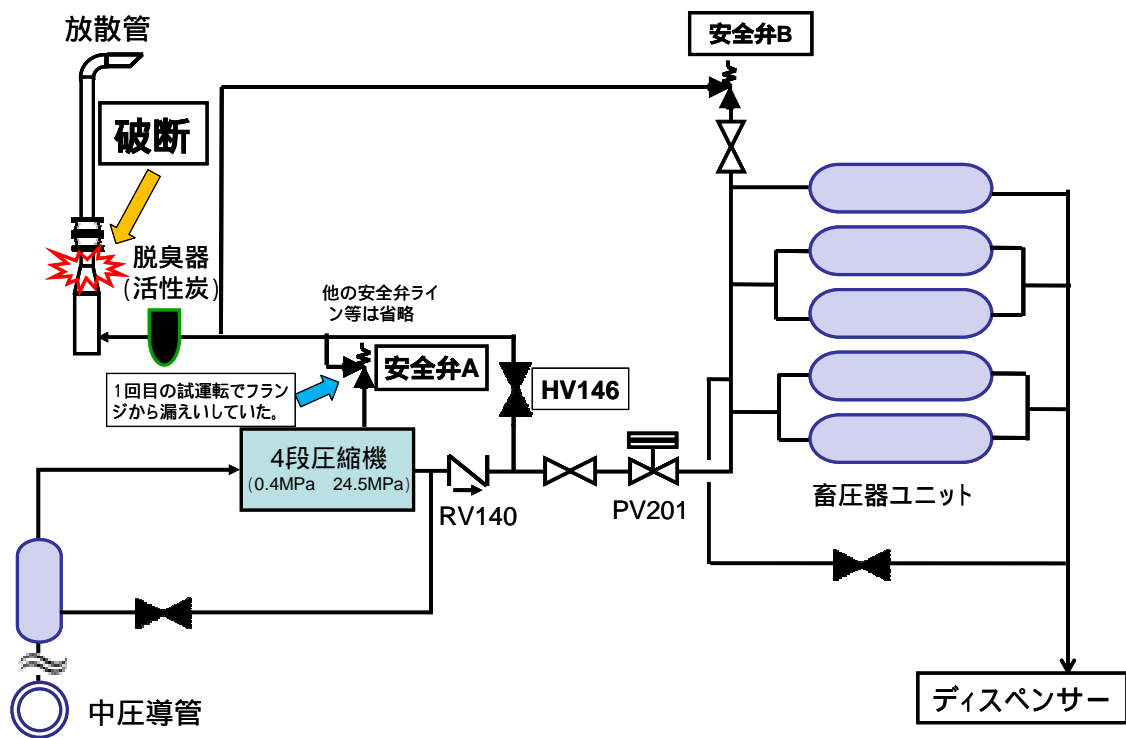 放散管
安全弁B
破断
脱臭器
(活性炭)
他の安全弁ライ
ン等は省略
安全弁A
1回目の試運転でフラン
ジから漏えいしていた。
HV146
4段圧縮機
(0.4MPa 24.5MPa)
RV140
PV201
畜圧器ユニット
中圧導管
ディスペンサー